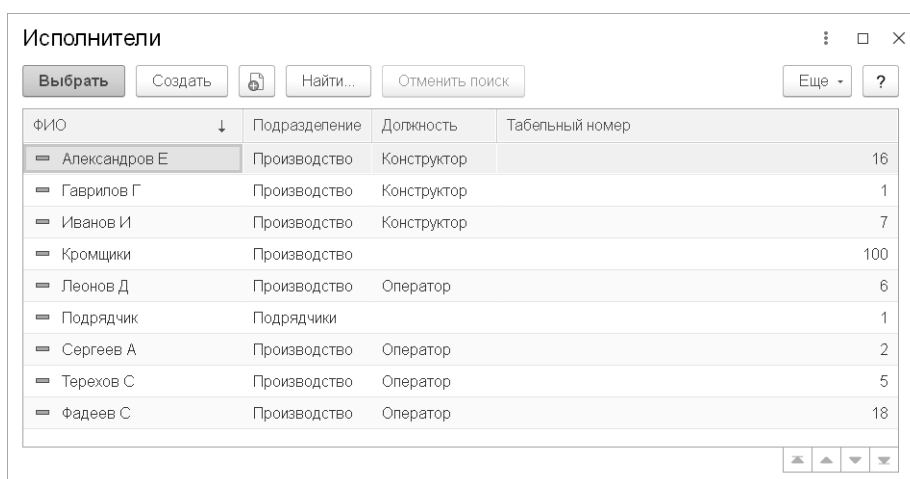 Исполнители
Выбрать Создать Найти... Отменить поиск Еще ?
ФИО ↓ Подразделение Должность Табельный номер
Александров Е Производство Конструктор 16
Гаврилов Г Производство Конструктор 1
Иванов И Производство Конструктор 7
Кромщики Производство 100
Леонов Д Производство Оператор 6
Подрядчик Подрядчики 1
Сергеев А Производство Оператор 2
Терехов С Производство Оператор 5
Фадеев С Производство Оператор 18